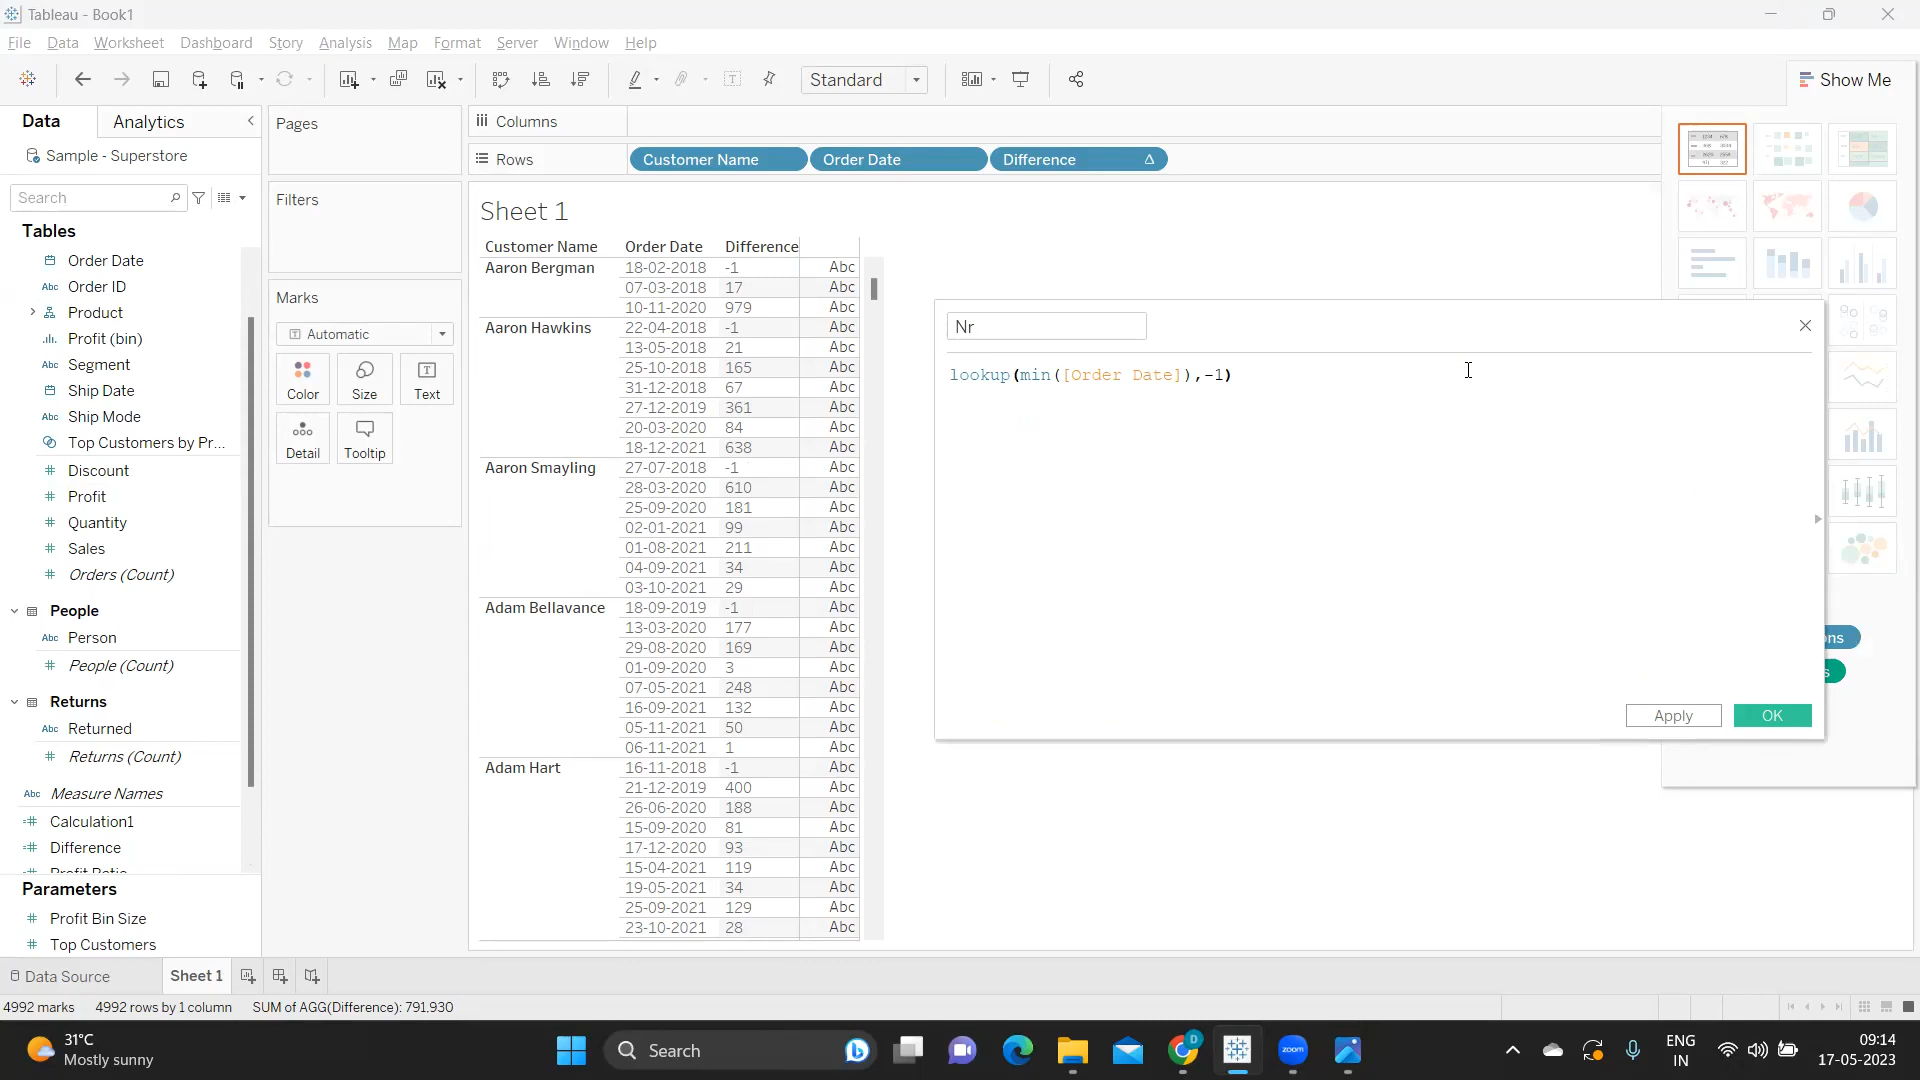 Tableau - Book1
File Data Worksheet Dashboard Story Analysis Map Format Server Window Help
Standard
Show Me
Data Analytics
Pages
Columns
Sample - Superstore
Rows Customer Name Order Date Difference Δ
Search
Filters
Tables
Sheet 1
Customer Name Order Date Difference
Order Date
Order ID
Product
Profit (bin)
Segment
Ship Date
Ship Mode
Top Customers by Pr...
Discount
Profit
Quantity
Sales
Orders (Count)
People
Person
People (Count)
Returns
Returned
Returns (Count)
Measure Names
Calculation1
Difference
Parameters
Profit Bin Size
Top Customers
Marks
Automatic
Color Size Text
Detail Tooltip
Aaron Bergman 18-02-2018 -1 Abc
07-03-2018 17 Abc
10-11-2020 979 Abc
Aaron Hawkins 22-04-2018 -1 Abc
13-05-2018 21 Abc
25-10-2018 165 Abc
31-12-2018 67 Abc
27-12-2019 361 Abc
20-03-2020 84 Abc
18-12-2021 638 Abc
Aaron Smayling 27-07-2018 -1 Abc
28-03-2020 610 Abc
25-09-2020 181 Abc
02-01-2021 99 Abc
01-08-2021 211 Abc
04-09-2021 34 Abc
03-10-2021 29 Abc
Adam Bellavance 18-09-2019 -1 Abc
13-03-2020 177 Abc
29-08-2020 169 Abc
01-09-2020 3 Abc
07-05-2021 248 Abc
16-09-2021 132 Abc
05-11-2021 50 Abc
06-11-2021 1 Abc
Adam Hart 16-11-2018 -1 Abc
21-12-2019 400 Abc
26-06-2020 188 Abc
15-09-2020 81 Abc
17-12-2020 93 Abc
15-04-2021 119 Abc
19-05-2021 34 Abc
25-09-2021 129 Abc
23-10-2021 28 Abc
Nr
lookup(min([Order Date]),-1)
Apply OK
Data Source Sheet 1
4992 marks 4992 rows by 1 column SUM of AGG(Difference): 791.930
31°C
Mostly sunny
Search
zoom
ENG
IN
09:14
17-05-2023